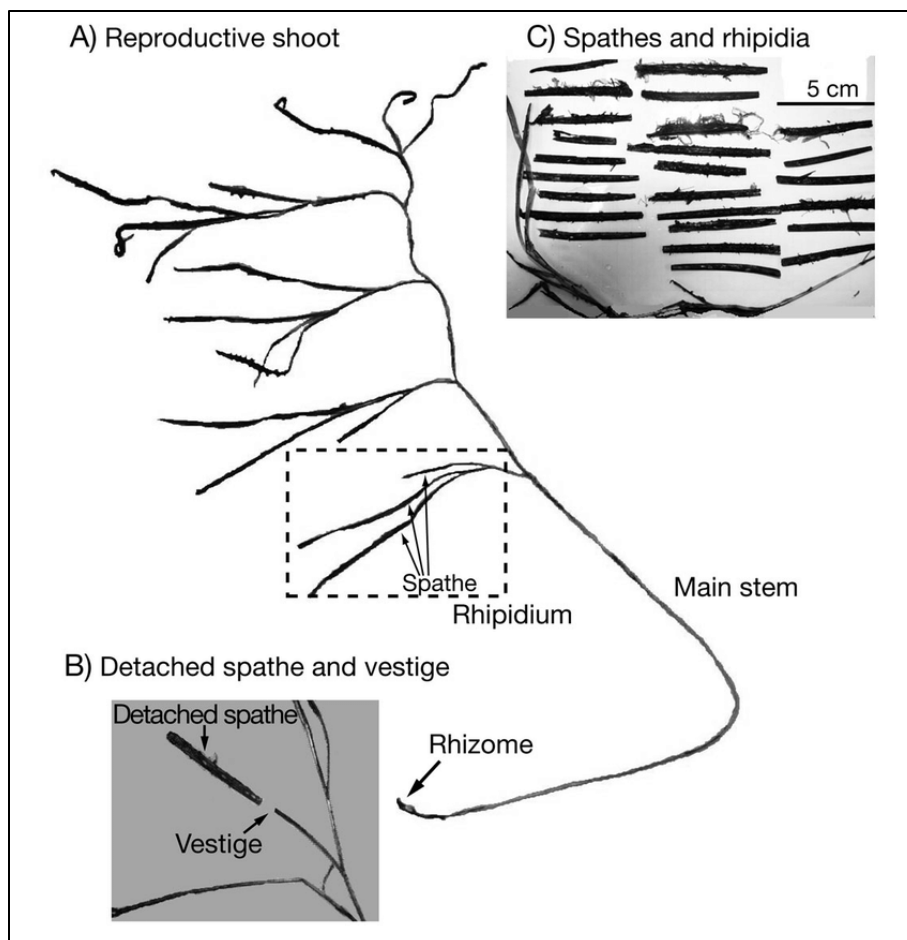 A) Reproductive shoot
C) Spathes and rhipidia
5 cm
Spathe
Rhipidium
Main stem
B) Detached spathe and vestige
Detached spathe
Rhizome
Vestige